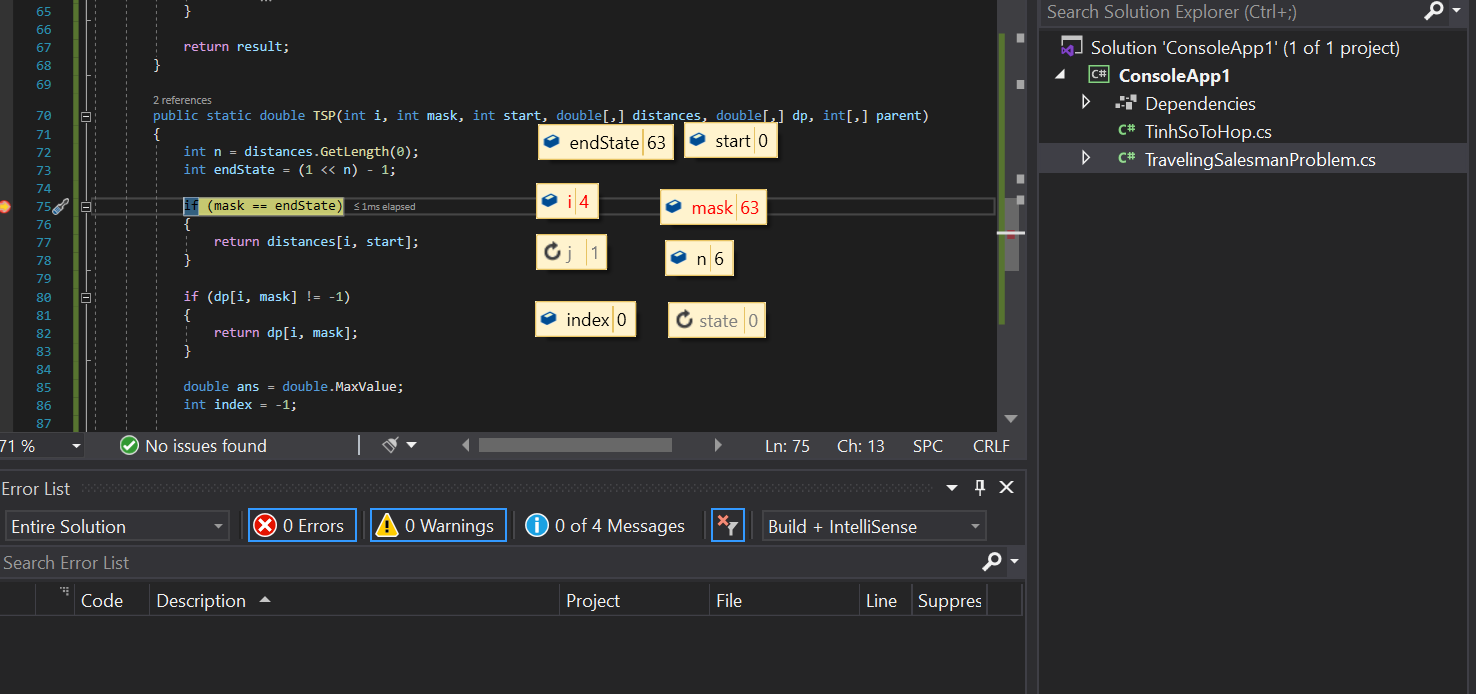 65 }
66
67 return result;
68 }
69
2 references
70 public static double TSP(int i, int mask, int start, double[,] distances, double[,] dp, int[,] parent)
71 {
72 int n = distances.GetLength(0);
73 int endState = (1 << n) - 1;
74
75 if (mask == endState) ≤ 1ms elapsed
76 {
77 return distances[i, start];
78 }
79
80 if (dp[i, mask] != -1)
81 {
82 return dp[i, mask];
83 }
84
85 double ans = double.MaxValue;
86 int index = -1;
87
endState 63
start 0
i 4
mask 63
j 1
n 6
index 0
state 0
71 % No issues found Ln: 75 Ch: 13 SPC CRLF
Error List
Entire Solution 0 Errors 0 Warnings 0 of 4 Messages Build + IntelliSense
Search Error List
Code Description Project File Line Suppres
Search Solution Explorer (Ctrl+;)
Solution 'ConsoleApp1' (1 of 1 project)
C# ConsoleApp1
Dependencies
C# TinhSoToHop.cs
C# TravelingSalesmanProblem.cs